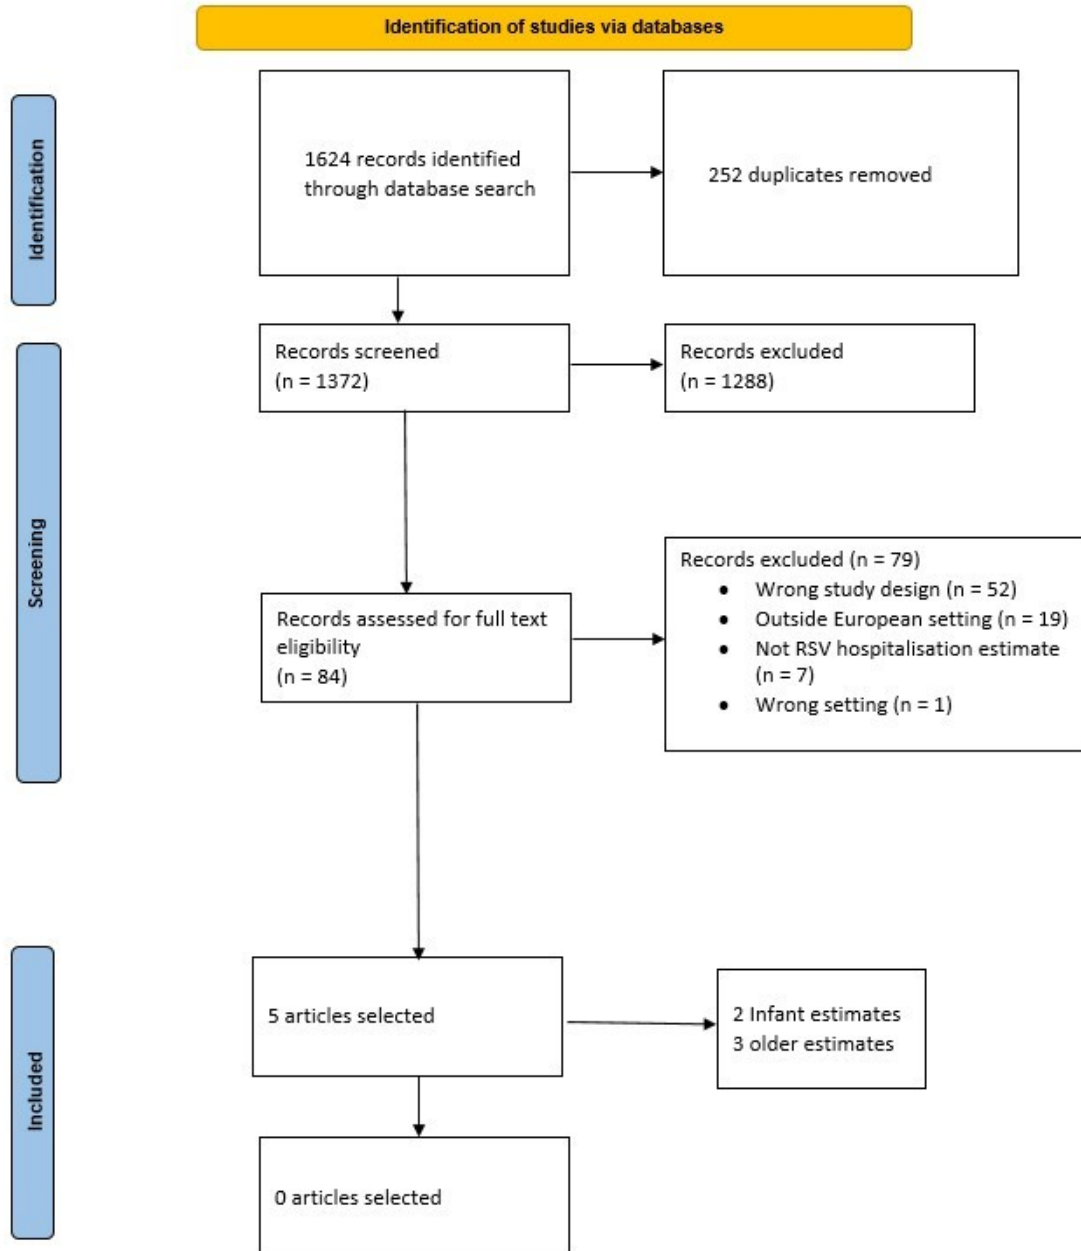 Identification of studies via databases
Identification
1624 records identified
through database search
252 duplicates removed
Screening
Records screened
(n = 1372)
Records excluded
(n = 1288)
Records assessed for full text
eligibility
(n = 84)
Records excluded (n = 79)
• Wrong study design (n = 52)
• Outside European setting (n = 19)
• Not RSV hospitalisation estimate
(n = 7)
• Wrong setting (n = 1)
Included
5 articles selected
2 Infant estimates
3 older estimates
0 articles selected